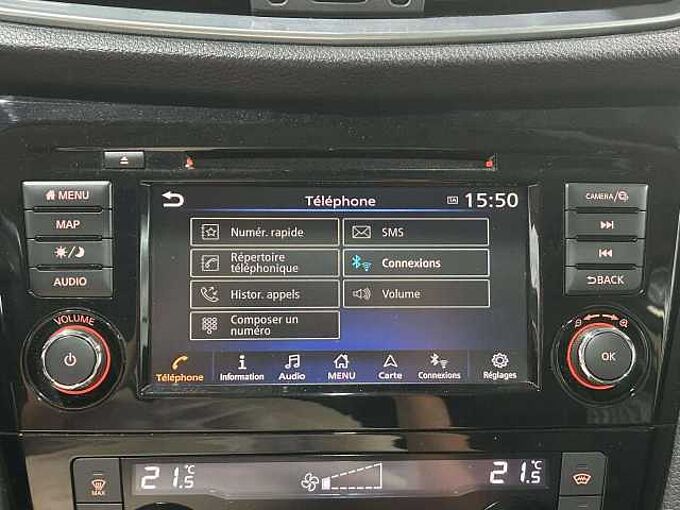 MENU
MAP
AUDIO
VOLUME
Téléphone
15:50
Numér. rapide
SMS
Répertoire
téléphonique
Connexions
Histor. appels
Volume
Composer un
numéro
Téléphone
Information
Audio
MENU
Carte
Connexions
Réglages
CAMERA/
BACK
OK
MAX
21.5°C
21.5°C